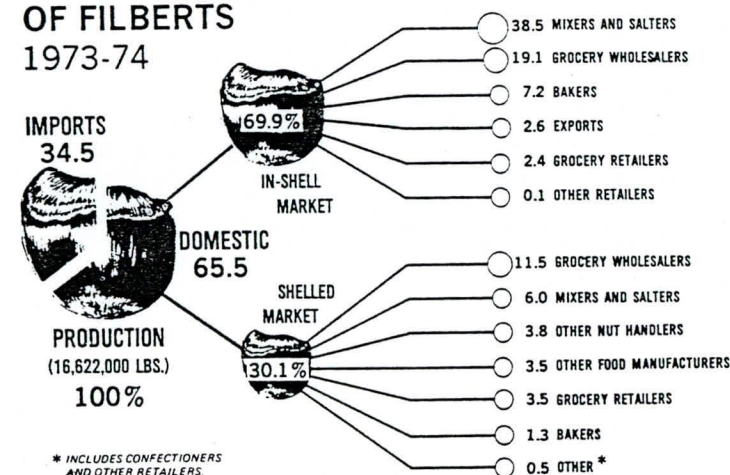 OF FILBERTS
1973-74
IMPORTS
34.5
DOMESTIC
65.5
PRODUCTION
(16,622,000 LBS.)
100%
69.9%
IN-SHELL
MARKET
38.5 MIXERS AND SALTERS
19.1 GROCERY WHOLESALERS
7.2 BAKERS
2.6 EXPORTS
2.4 GROCERY RETAILERS
0.1 OTHER RETAILERS
SHELLED
MARKET
30.1%
11.5 GROCERY WHOLESALERS
6.0 MIXERS AND SALTERS
3.8 OTHER NUT HANDLERS
3.5 OTHER FOOD MANUFACTURERS
3.5 GROCERY RETAILERS
1.3 BAKERS
0.5 OTHER *
* INCLUDES CONFECTIONERS
AND OTHER RETAILERS.